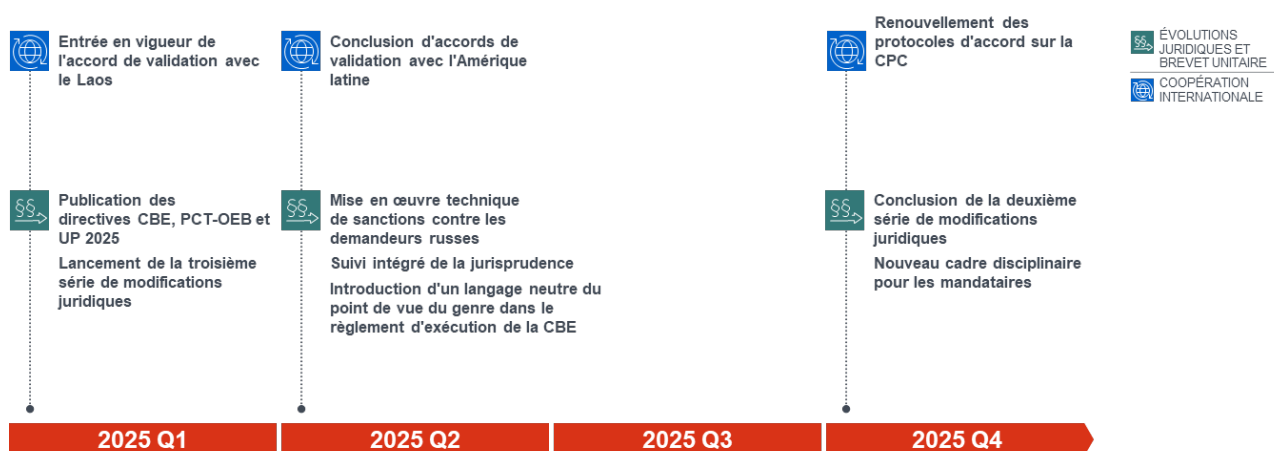 Entrée en vigueur de
l'accord de validation avec
le Laos
Conclusion d'accords de
validation avec l'Amérique
latine
Renouvellement des
protocoles d'accord sur la
CPC
ÉVOLUTIONS
JURIDIQUES ET
BREVET UNITAIRE
COOPÉRATION
INTERNATIONALE
§§
Publication des
directives CBE, PCT-OEB et
UP 2025
Lancement de la troisième
série de modifications
juridiques
§§
Mise en œuvre technique
de sanctions contre les
demandeurs russes
Suivi intégré de la jurisprudence
Introduction d'un langage neutre du
point de vue du genre dans le
règlement d'exécution de la CBE
§§
Conclusion de la deuxième
série de modifications
juridiques
Nouveau cadre disciplinaire
pour les mandataires
§§
2025 Q1
2025 Q2
2025 Q3
2025 Q4